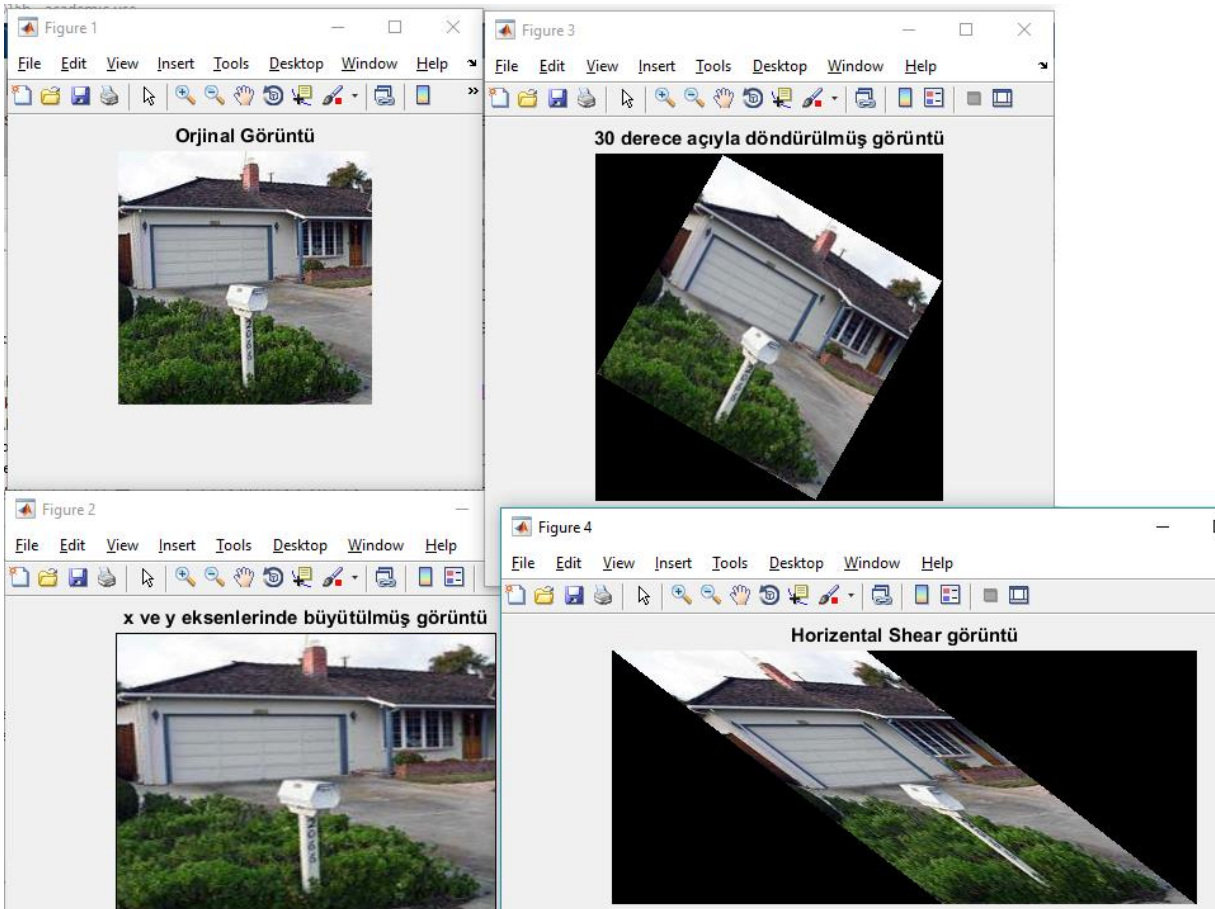 Figure 1
File Edit View Insert Tools Desktop Window Help
Orjinal Görüntü
2066
Figure 3
File Edit View Insert Tools Desktop Window Help
30 derece açıyla döndürülmüş görüntü
Figure 2
File Edit View Insert Tools Desktop Window Help
x ve y eksenlerinde büyütülmüş görüntü
2066
Figure 4
File Edit View Insert Tools Desktop Window Help
Horizental Shear görüntü